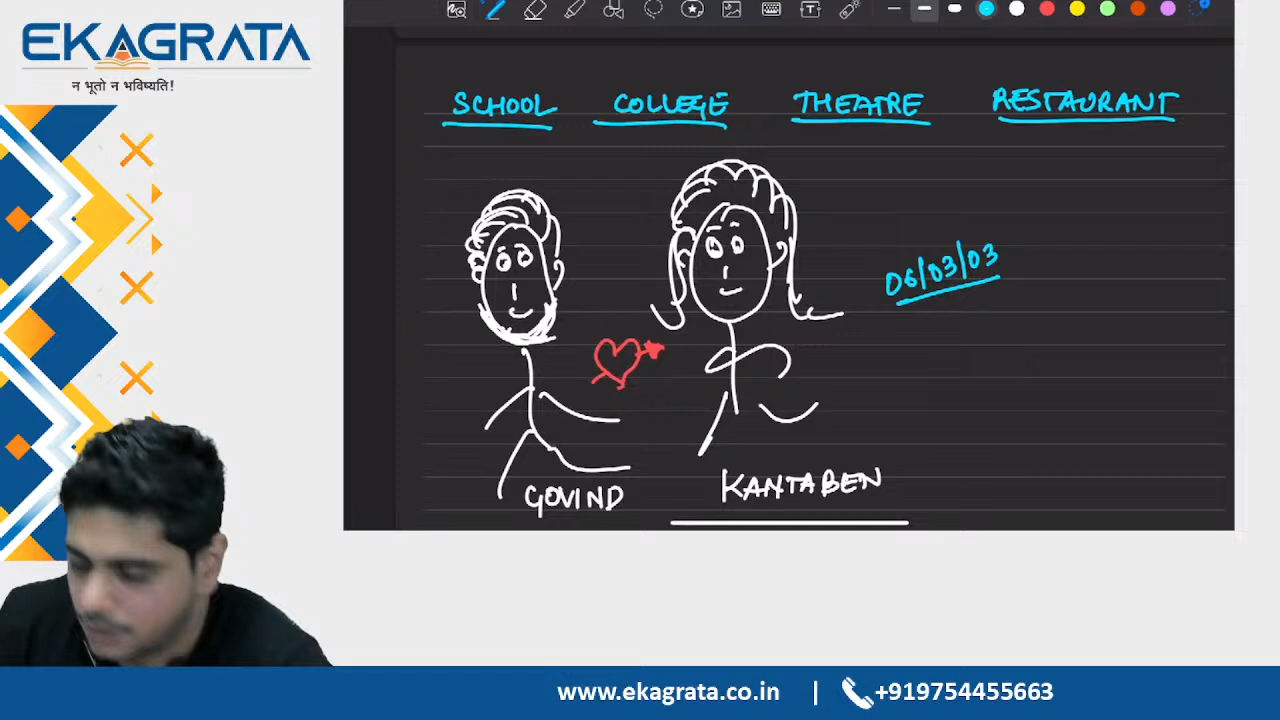 EKAGRATA
न भूतो न भविष्यति!
SCHOOL COLLEGE THEATRE RESTAURANT
06/03/03
GOVIND KANTABEN
www.ekagrata.co.in | +919754455663